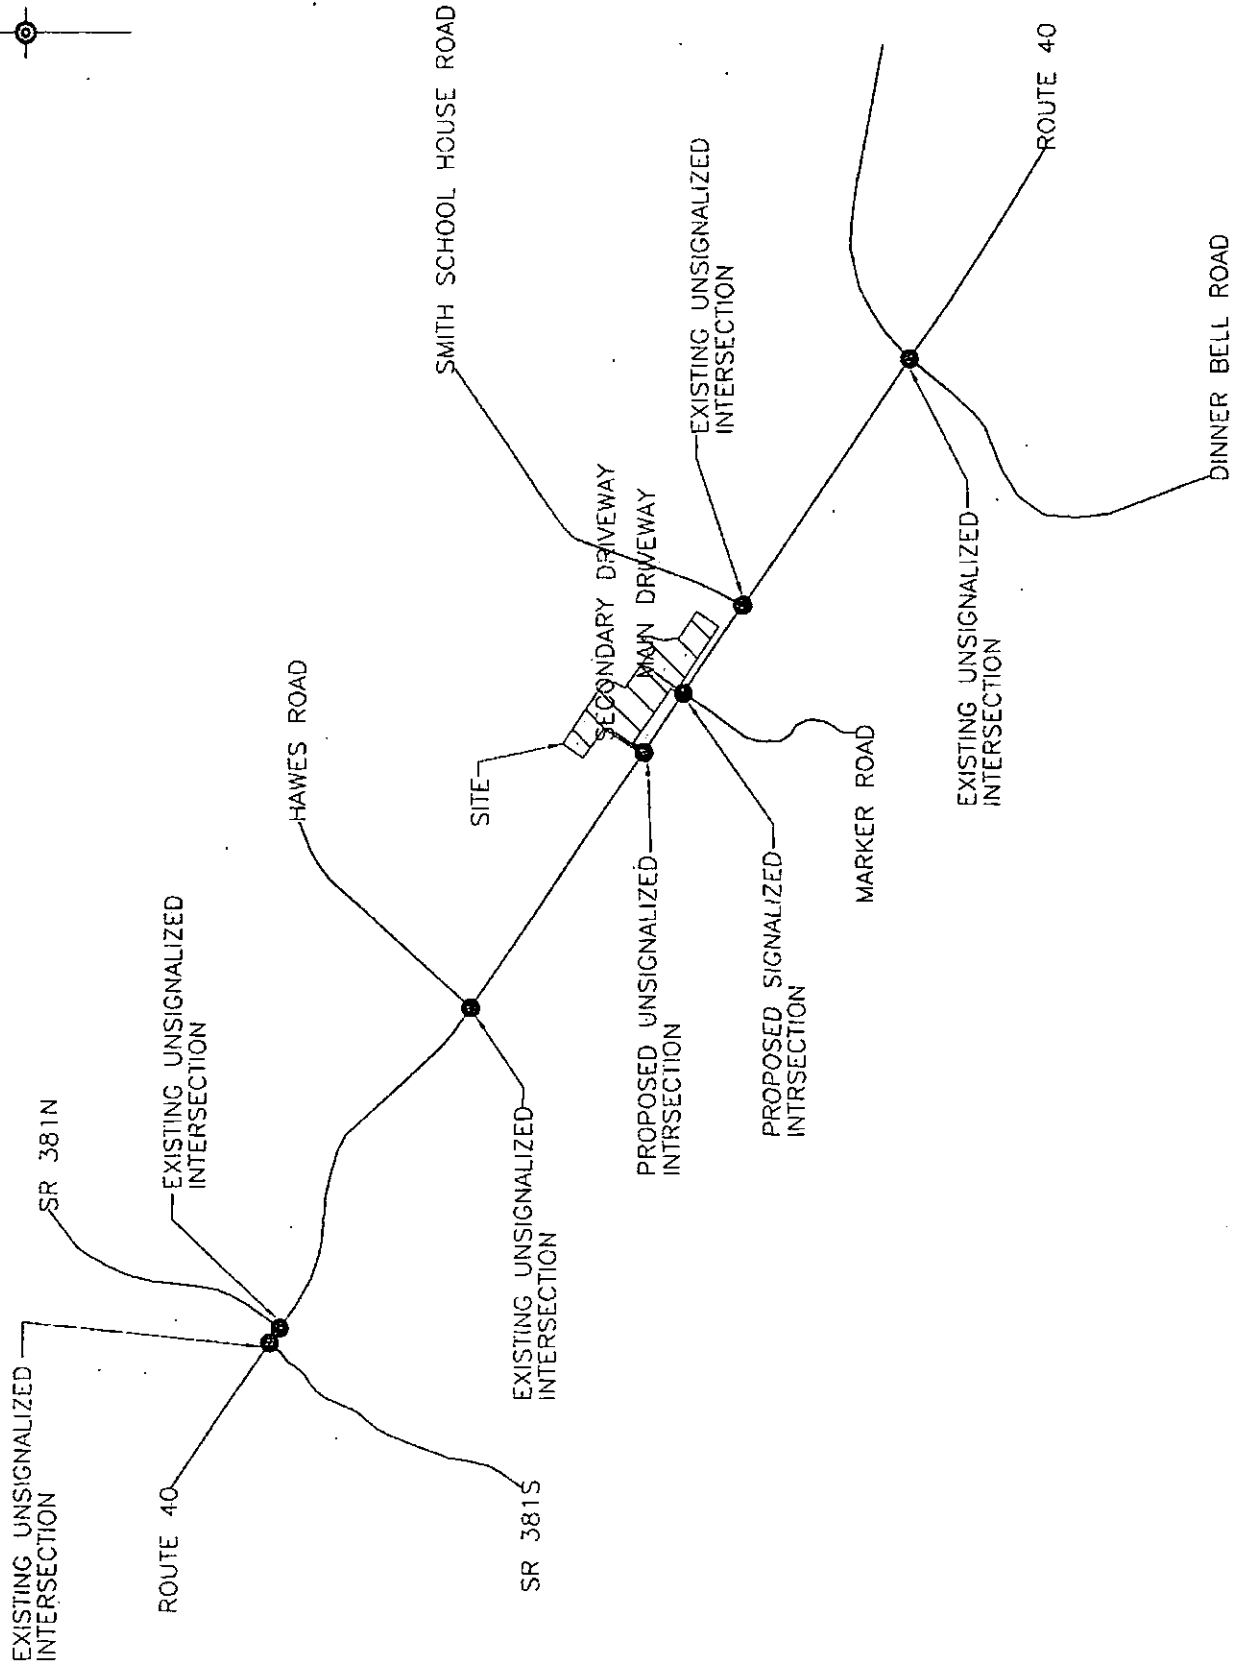 EXISTING UNSIGNALIZED
INTERSECTION
ROUTE 40
SR 381N
SR 381S
EXISTING UNSIGNALIZED
INTERSECTION
EXISTING UNSIGNALIZED
INTERSECTION
HAWES ROAD
SITE
PROPOSED UNSIGNALIZED
INTRSECTION
PROPOSED SIGNALIZED
INTRSECTION
SECONDARY DRIVEWAY
MAIN DRIVEWAY
MARKER ROAD
SMITH SCHOOL HOUSE ROAD
EXISTING UNSIGNALIZED
INTERSECTION
EXISTING UNSIGNALIZED
INTERSECTION
ROUTE 40
DINNER BELL ROAD